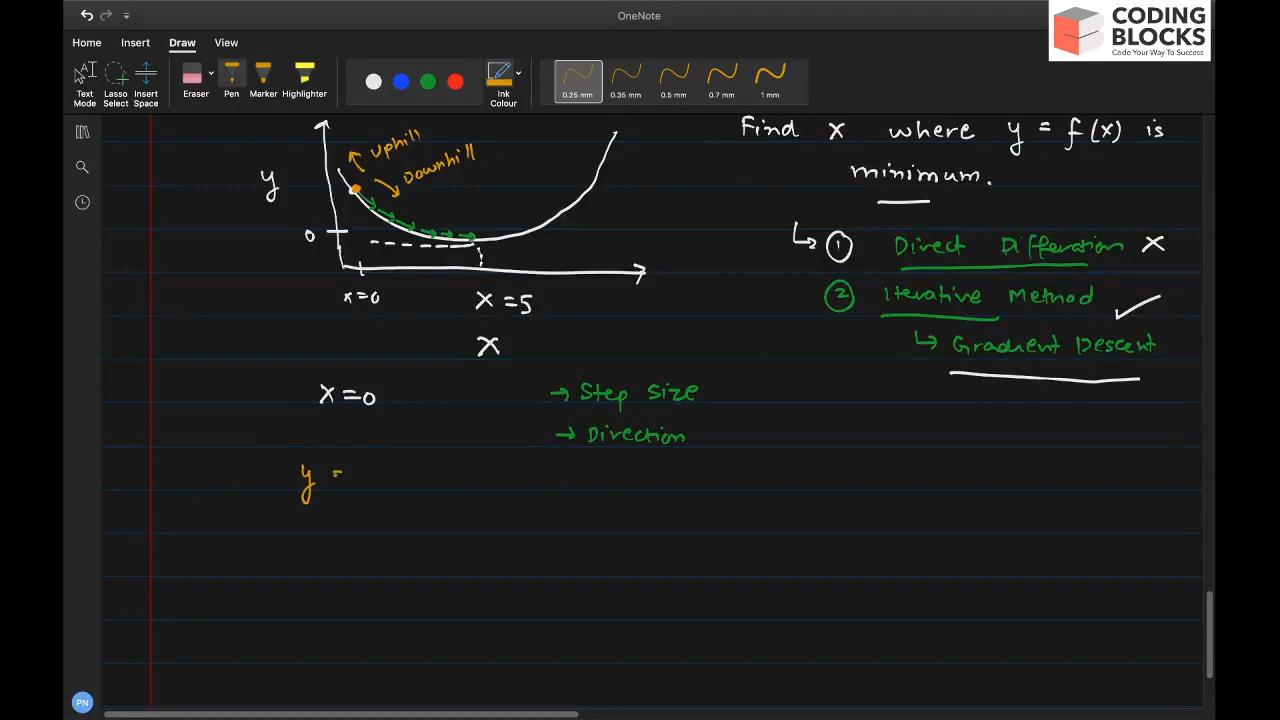 OneNote
CODING
BLOCKS
Code Your Way To Success
Home Insert Draw View
Text Mode
Lasso Select
Insert Space
Eraser
Pen
Marker
Highlighter
Ink Colour
0.25 mm
0.35 mm
0.5 mm
0.7 mm
1 mm
Uphill
Downhill
y
0
x=0
x = 5
x
Find x where y = f(x) is
minimum.
① Direct Differation ×
② Iterative Method ✓
↳ Gradient Descent
x = 0
→ Step Size
→ Direction
y =
PN